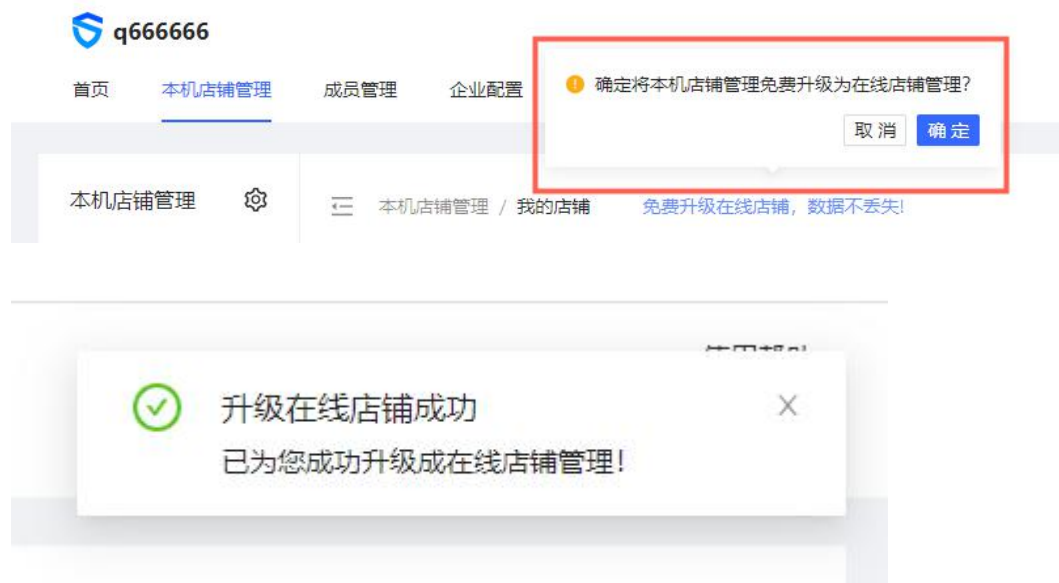 q666666
首页 本机店铺管理 成员管理 企业配置
确定将本机店铺管理免费升级为在线店铺管理?
取消 确定
本机店铺管理
本机店铺管理 / 我的店铺 免费升级在线店铺，数据不丢失!
升级在线店铺成功
已为您成功升级成在线店铺管理!